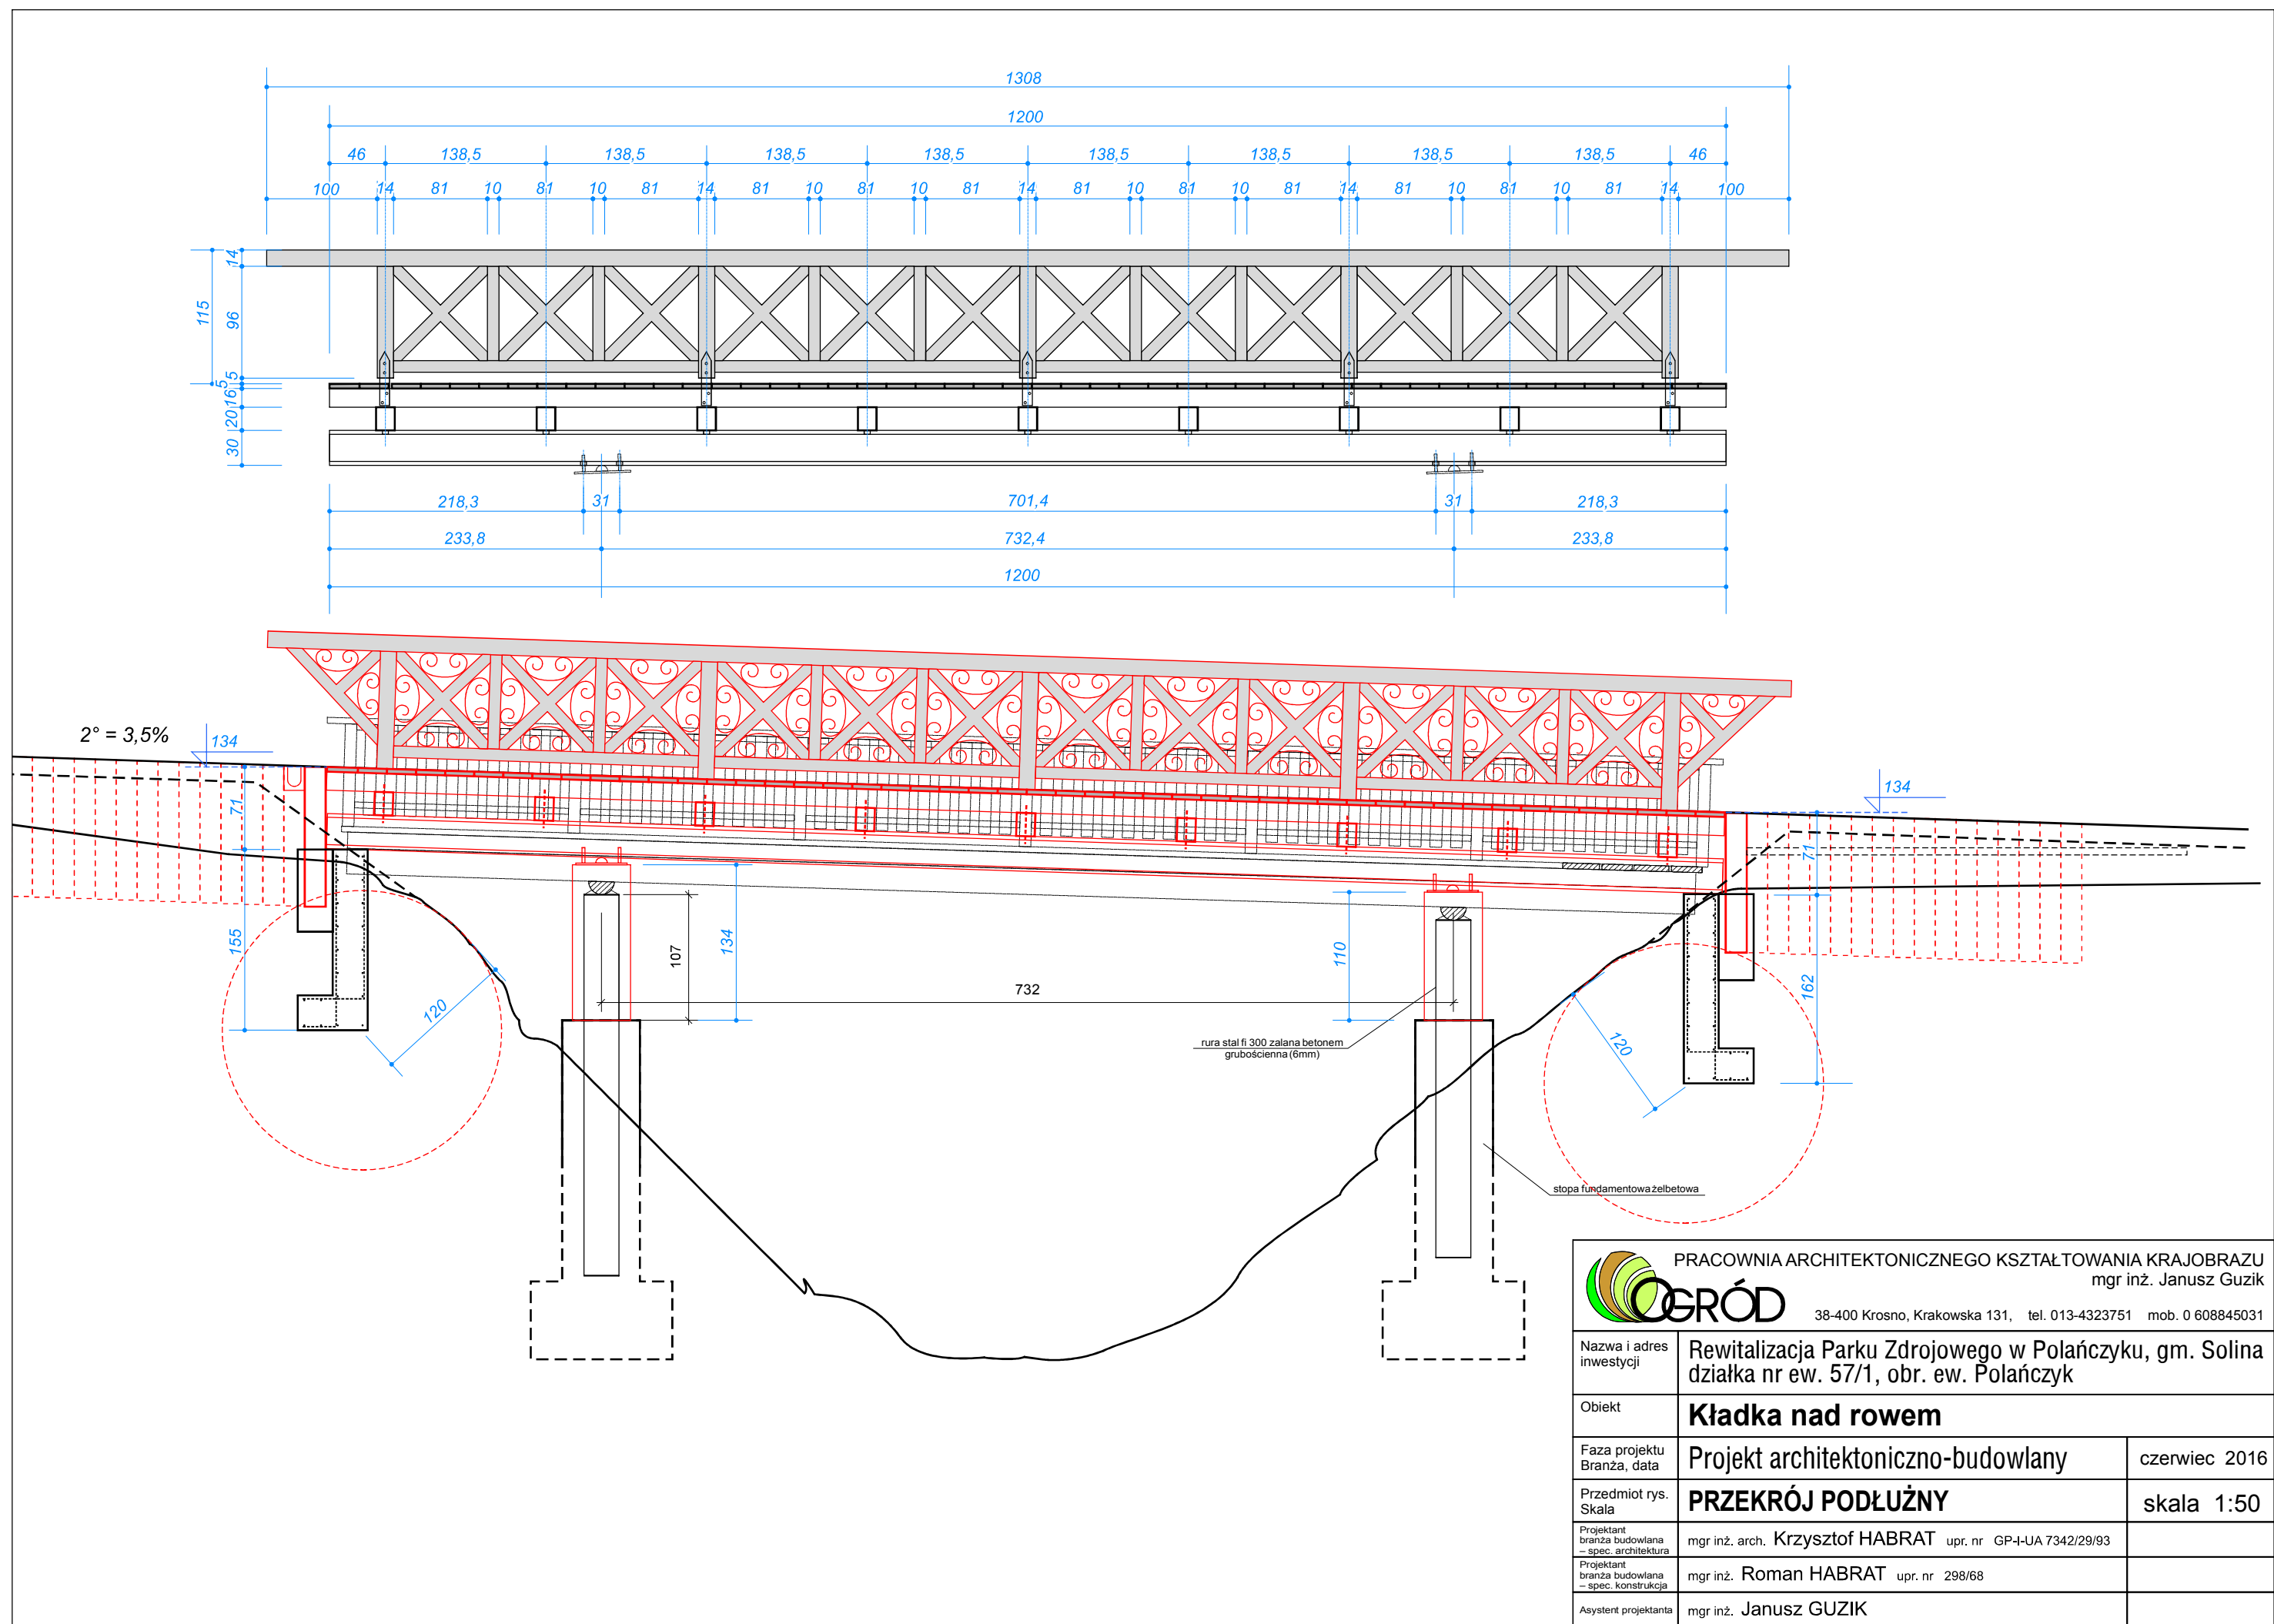 1308
1200
46 138,5 138,5 138,5 138,5 138,5 138,5 138,5 138,5 46
100 14 81 10 81 10 81 14 81 10 81 10 81 14 81 10 81 10 81 14 81 10 81 10 81 14 100
14
115
96
5
5
16
20
30
218,3 31 701,4 31 218,3
233,8 732,4 233,8
1200
2° = 3,5%
134
134
71
71
155
107
134
110
162
732
120
120
rura stal fi 300 zalana betonem
grubościenna (6mm)
stopa fundamentowa żelbetowa
PRACOWNIA ARCHITEKTONICZNEGO KSZTAŁTOWANIA KRAJOBRAZU
mgr inż. Janusz Guzik
OGRÓD
38-400 Krosno, Krakowska 131, tel. 013-4323751 mob. 0 608845031
Nazwa i adres
inwestycji
Rewitalizacja Parku Zdrojowego w Polańczyku, gm. Solina
działka nr ew. 57/1, obr. ew. Polańczyk
Obiekt
Kładka nad rowem
Faza projektu
Branża, data
Projekt architektoniczno-budowlany
czerwiec 2016
Przedmiot rys.
Skala
PRZEKRÓJ PODŁUŻNY
skala 1:50
Projektant
branża budowlana
– spec. architektura
mgr inż. arch. Krzysztof HABRAT upr. nr GP-I-UA 7342/29/93
Projektant
branża budowlana
– spec. konstrukcja
mgr inż. Roman HABRAT upr. nr 298/68
Asystent projektanta
mgr inż. Janusz GUZIK